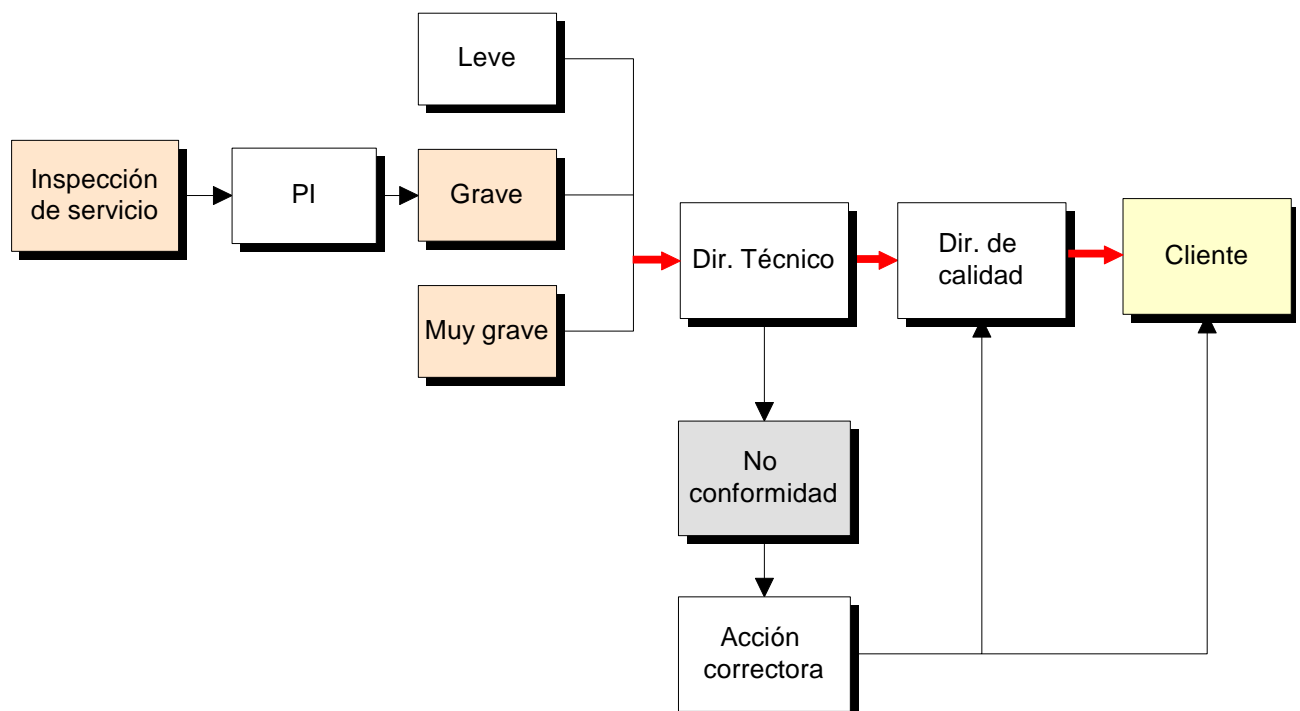 Leve
Inspección
de servicio
PI
Grave
Muy grave
Dir. Técnico
Dir. de
calidad
Cliente
No
conformidad
Acción
correctora